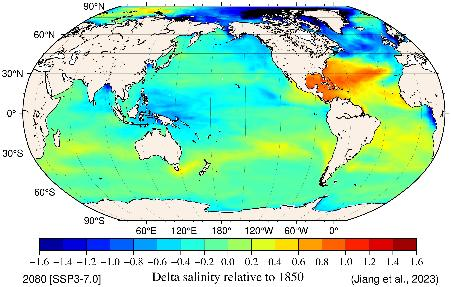 90°N
60°N
30°N
0°
30°S
60°S
90°S
60°E 120°E 180° 120°W 60°W 0°
−1.6 −1.4 −1.2 −1.0 −0.8 −0.6 −0.4 −0.2 0.0 0.2 0.4 0.6 0.8 1.0 1.2 1.4 1.6
2080 [SSP3-7.0] Delta salinity relative to 1850 (Jiang et al., 2023)